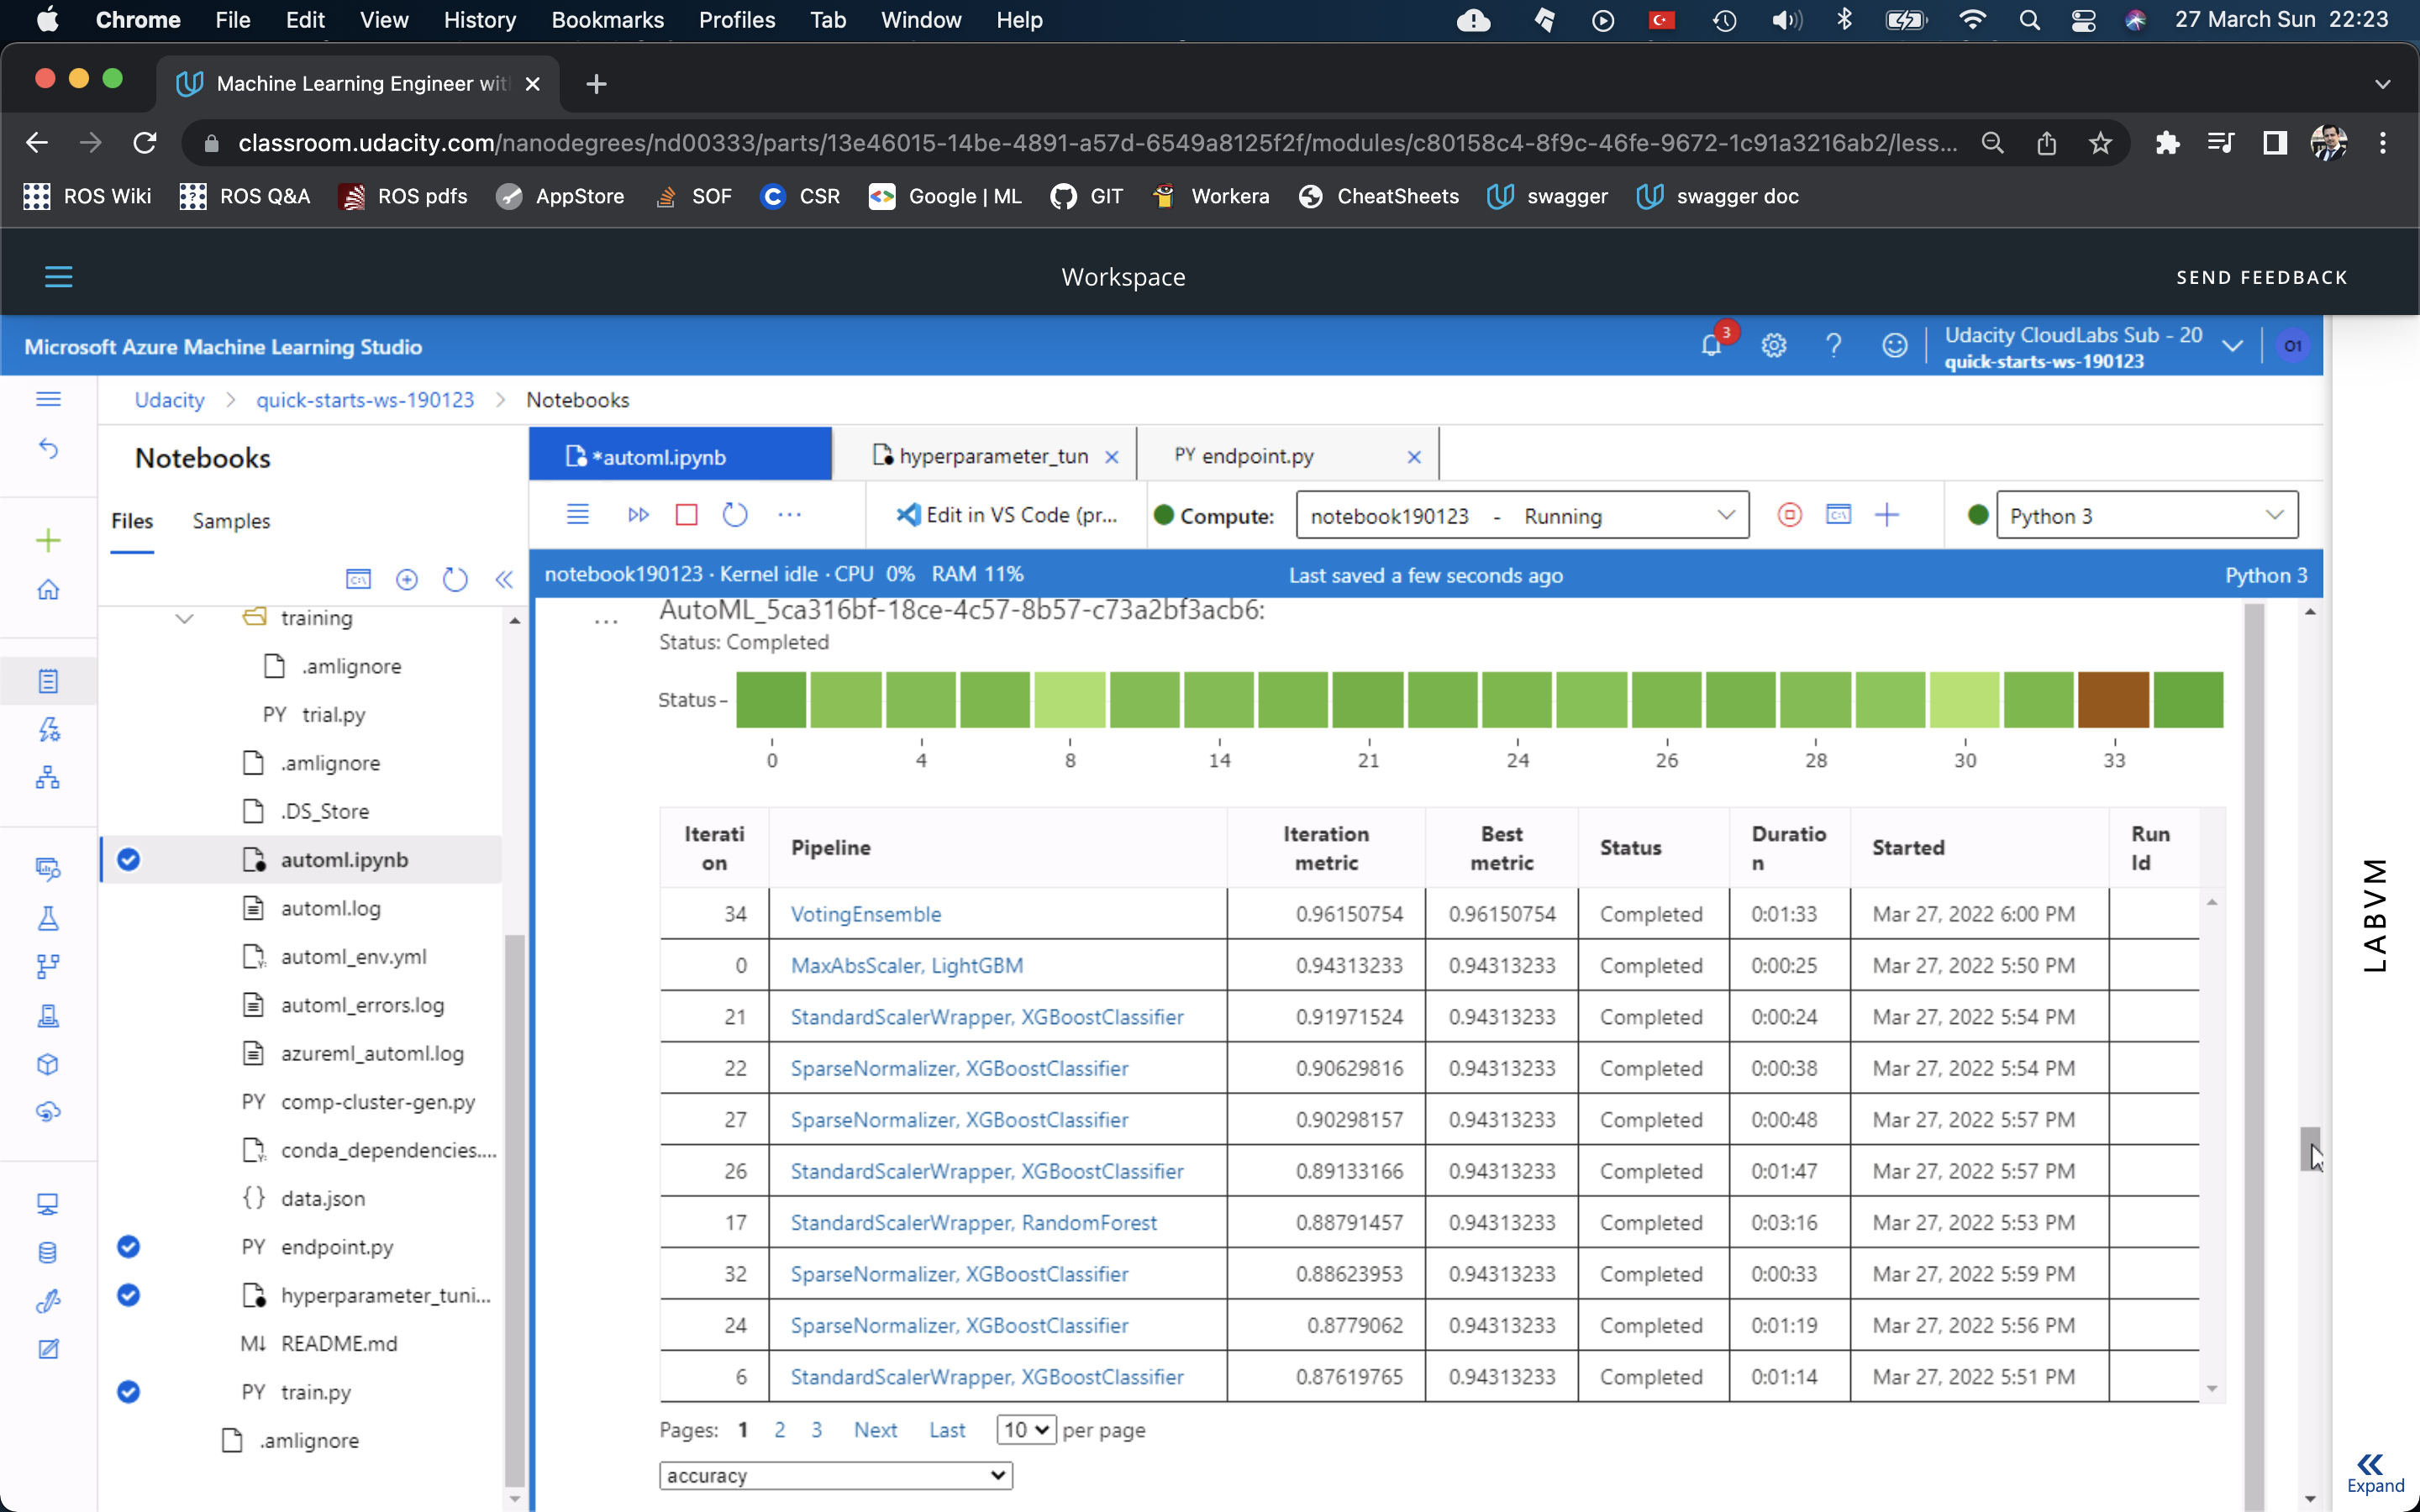 Chrome File Edit View History Bookmarks Profiles Tab Window Help 27 March Sun 22:23
Machine Learning Engineer wit
classroom.udacity.com/nanodegrees/nd00333/parts/13e46015-14be-4891-a57d-6549a8125f2f/modules/c80158c4-8f9c-46fe-9672-1c91a3216ab2/less...
ROS Wiki ROS Q&A ROS pdfs AppStore SOF CSR Google | ML GIT Workera CheatSheets swagger swagger doc
Workspace SEND FEEDBACK
Microsoft Azure Machine Learning Studio 3 Udacity CloudLabs Sub - 20 O1
quick-starts-ws-190123
Udacity > quick-starts-ws-190123 > Notebooks
Notebooks
Files Samples
training
.amlignore
PY trial.py
.amlignore
.DS_Store
automl.ipynb
automl.log
automl_env.yml
automl_errors.log
azureml_automl.log
PY comp-cluster-gen.py
conda_dependencies....
{} data.json
PY endpoint.py
hyperparameter_tuni...
M↓ README.md
PY train.py
.amlignore
*automl.ipynb hyperparameter_tun PY endpoint.py
Edit in VS Code (pr... Compute: notebook190123 - Running Python 3
notebook190123 · Kernel idle · CPU 0% RAM 11% Last saved a few seconds ago Python 3
AutoML_5ca316bf-18ce-4c57-8b57-c73a2bf3acb6:
Status: Completed
Status
0 4 8 14 21 24 26 28 30 33
Iterati on Pipeline Iteration metric Best metric Status Duratio n Started Run Id
34 VotingEnsemble 0.96150754 0.96150754 Completed 0:01:33 Mar 27, 2022 6:00 PM
0 MaxAbsScaler, LightGBM 0.94313233 0.94313233 Completed 0:00:25 Mar 27, 2022 5:50 PM
21 StandardScalerWrapper, XGBoostClassifier 0.91971524 0.94313233 Completed 0:00:24 Mar 27, 2022 5:54 PM
22 SparseNormalizer, XGBoostClassifier 0.90629816 0.94313233 Completed 0:00:38 Mar 27, 2022 5:54 PM
27 SparseNormalizer, XGBoostClassifier 0.90298157 0.94313233 Completed 0:00:48 Mar 27, 2022 5:57 PM
26 StandardScalerWrapper, XGBoostClassifier 0.89133166 0.94313233 Completed 0:01:47 Mar 27, 2022 5:57 PM
17 StandardScalerWrapper, RandomForest 0.88791457 0.94313233 Completed 0:03:16 Mar 27, 2022 5:53 PM
32 SparseNormalizer, XGBoostClassifier 0.88623953 0.94313233 Completed 0:00:33 Mar 27, 2022 5:59 PM
24 SparseNormalizer, XGBoostClassifier 0.8779062 0.94313233 Completed 0:01:19 Mar 27, 2022 5:56 PM
6 StandardScalerWrapper, XGBoostClassifier 0.87619765 0.94313233 Completed 0:01:14 Mar 27, 2022 5:51 PM
Pages: 1 2 3 Next Last 10 per page
accuracy
LABVM
Expand